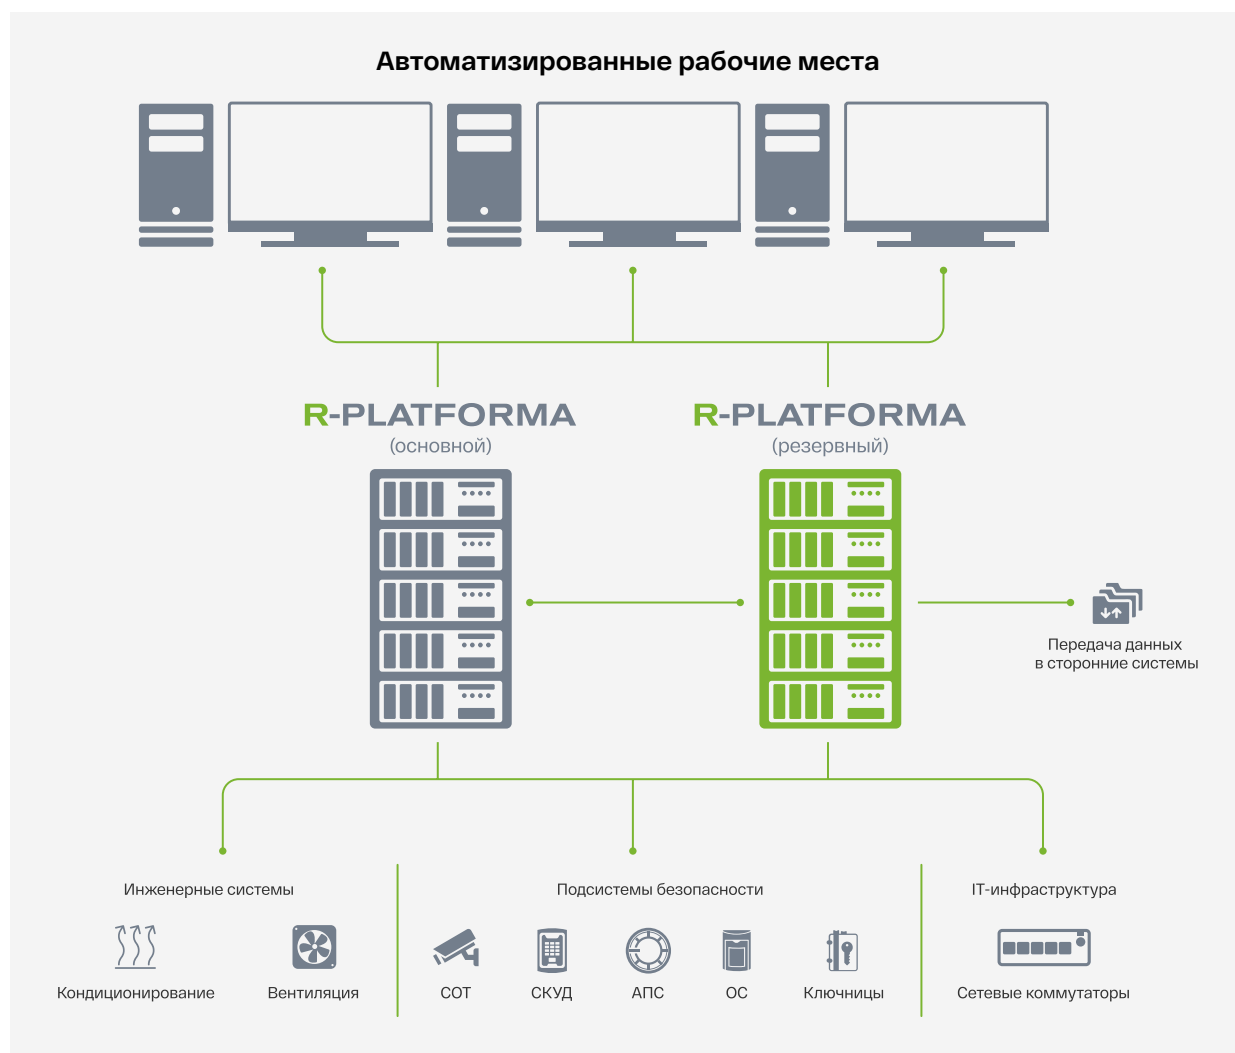 Автоматизированные рабочие места
R-PLATFORMA
(основной)
R-PLATFORMA
(резервный)
Передача данных
в сторонние системы
Инженерные системы
Подсистемы безопасности
IT-инфраструктура
Кондиционирование
Вентиляция
СОТ
СКУД
АПС
ОС
Ключницы
Сетевые коммутаторы